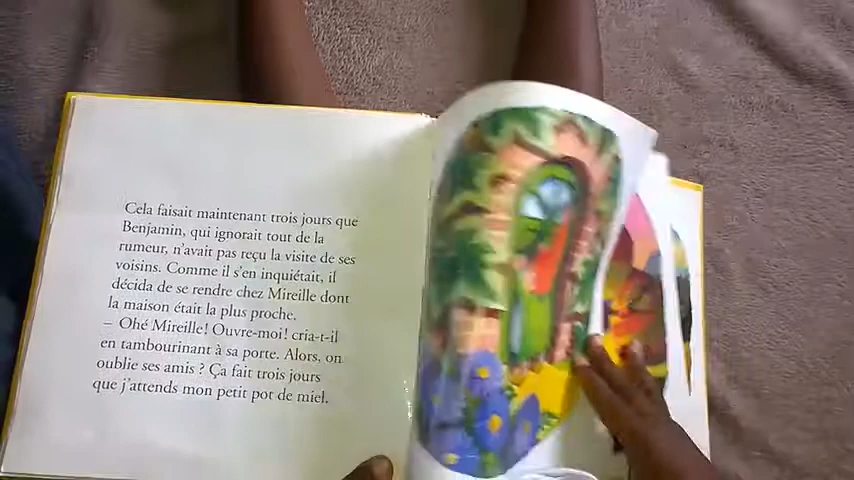 Cela faisait maintenant trois jours que
Benjamin, qui ignorait tout de la
rumeur, n'avait pas reçu la visite de ses
voisins. Comme il s'en inquiétait, il
décida de se rendre chez Mireille dont
la maison était la plus proche.
– Ohé Mireille! Ouvre-moi! cria-t-il
en tambourinant à sa porte. Alors, on
oublie ses amis ? Ça fait trois jours
que j'attends mon petit pot de miel.